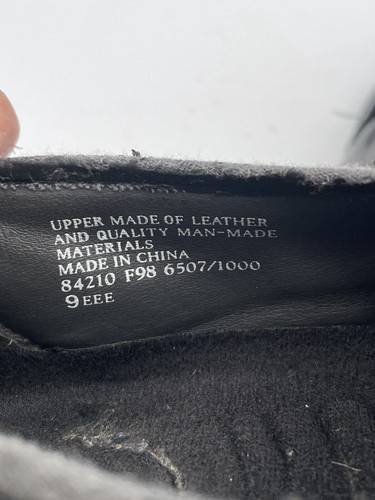 UPPER MADE OF LEATHER
AND QUALITY MAN-MADE
MATERIALS
MADE IN CHINA
84210 F98 6507/1000
9 EEE